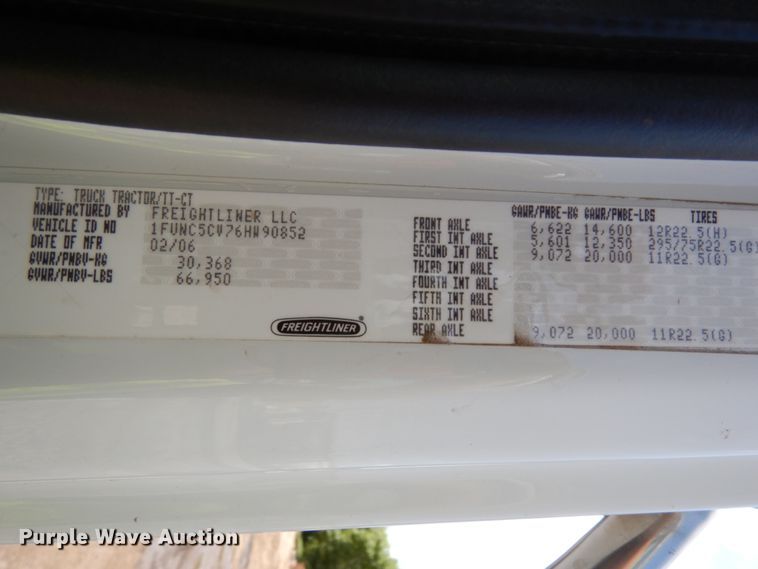 TYPE: TRUCK TRACTOR/TT-CT
MANUFACTURED BY FREIGHTLINER LLC
VEHICLE ID NO 1FUNC5CV76HW90852
DATE OF MFR 02/06
GVWR/PNBV-KG 30,368
GVWR/PNBV-LBS 66,950
FREIGHTLINER
GAWR/PNBE-KG GAWR/PNBE-LBS TIRES
FRONT AXLE 6,622 14,600 12R22.5(H)
FIRST INT AXLE 5,601 12,350 295/75R22.5(G)
SECOND INT AXLE 9,072 20,000 11R22.5(G)
THIRD INT AXLE
FOURTH INT AXLE
FIFTH INT AXLE
SIXTH INT AXLE
REAR AXLE 9,072 20,000 11R22.5(G)
Purple Wave Auction